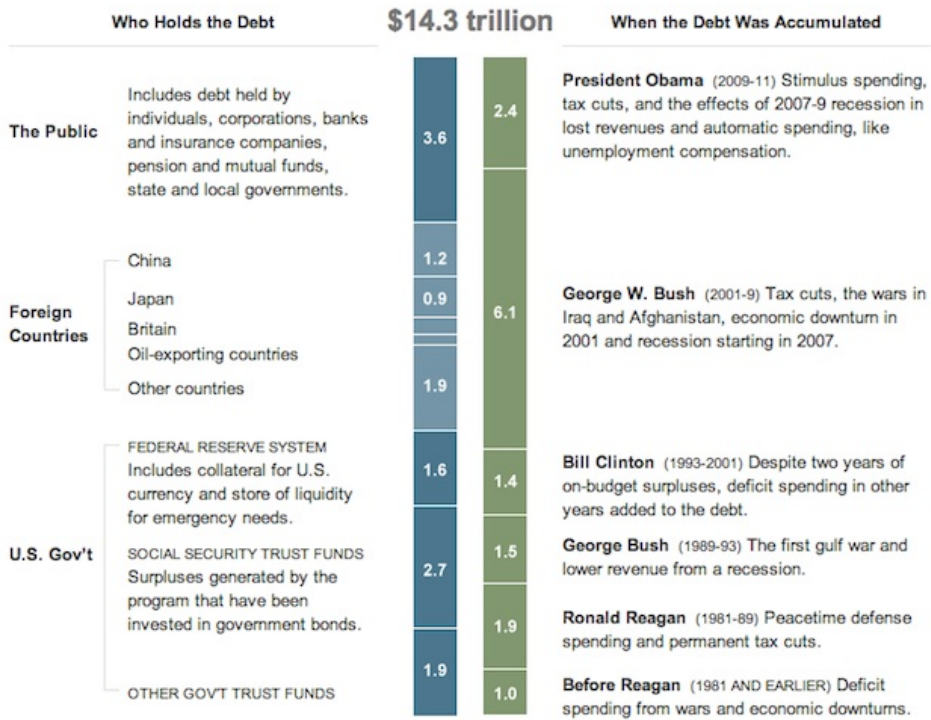 Who Holds the Debt
$14.3 trillion
When the Debt Was Accumulated
The Public
Includes debt held by
individuals, corporations, banks
and insurance companies,
pension and mutual funds,
state and local governments.
3.6
Foreign
Countries
China
1.2
Japan
0.9
Britain
Oil-exporting countries
Other countries
1.9
U.S. Gov't
FEDERAL RESERVE SYSTEM
Includes collateral for U.S.
currency and store of liquidity
for emergency needs.
1.6
SOCIAL SECURITY TRUST FUNDS
Surpluses generated by the
program that have been
invested in government bonds.
2.7
OTHER GOV'T TRUST FUNDS
1.9
2.4
President Obama (2009-11) Stimulus spending,
tax cuts, and the effects of 2007-9 recession in
lost revenues and automatic spending, like
unemployment compensation.
6.1
George W. Bush (2001-9) Tax cuts, the wars in
Iraq and Afghanistan, economic downturn in
2001 and recession starting in 2007.
1.4
Bill Clinton (1993-2001) Despite two years of
on-budget surpluses, deficit spending in other
years added to the debt.
1.5
George Bush (1989-93) The first gulf war and
lower revenue from a recession.
1.9
Ronald Reagan (1981-89) Peacetime defense
spending and permanent tax cuts.
1.0
Before Reagan (1981 AND EARLIER) Deficit
spending from wars and economic downturns.